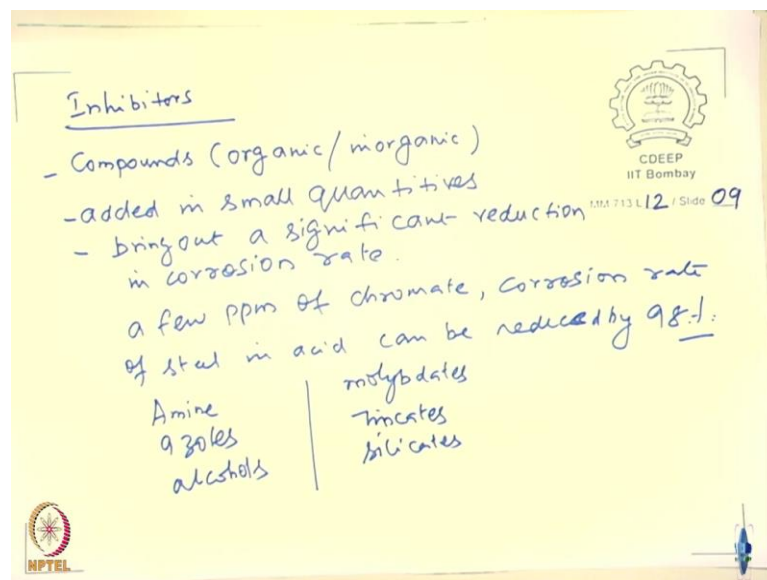 Inhibitors
- Compounds (organic/inorganic)
- added in small quantitives
- bring out a significant reduction
in corrosion rate.
a few ppm of chromate, corrosion rate
of steel in acid can be reduced by 98%.
Amine | molybdates
azoles | zincates
alcohols | silicates
CDEEP
IIT Bombay
MM 713 L 12 / Slide 09
NPTEL